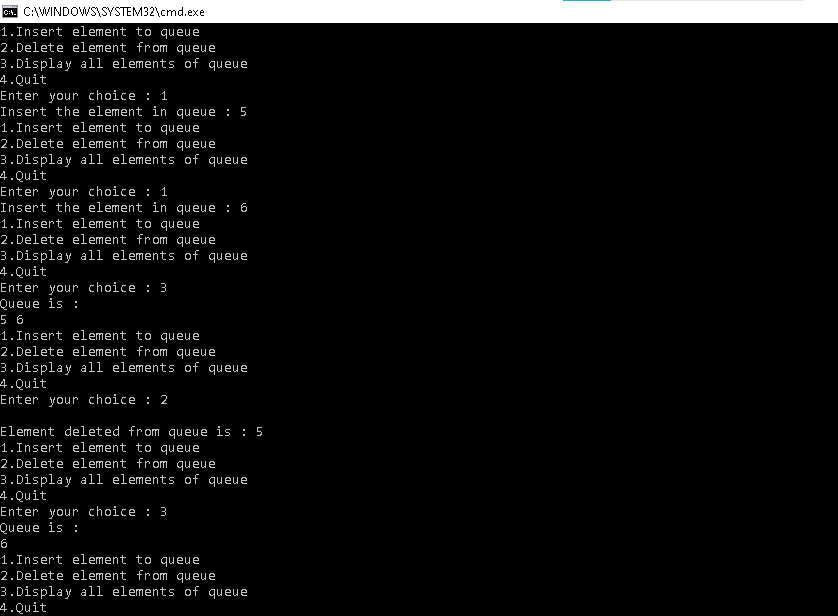 C:\WINDOWS\SYSTEM32\cmd.exe
1.Insert element to queue
2.Delete element from queue
3.Display all elements of queue
4.Quit
Enter your choice : 1
Insert the element in queue : 5
1.Insert element to queue
2.Delete element from queue
3.Display all elements of queue
4.Quit
Enter your choice : 1
Insert the element in queue : 6
1.Insert element to queue
2.Delete element from queue
3.Display all elements of queue
4.Quit
Enter your choice : 3
Queue is :
5 6
1.Insert element to queue
2.Delete element from queue
3.Display all elements of queue
4.Quit
Enter your choice : 2
Element deleted from queue is : 5
1.Insert element to queue
2.Delete element from queue
3.Display all elements of queue
4.Quit
Enter your choice : 3
Queue is :
6
1.Insert element to queue
2.Delete element from queue
3.Display all elements of queue
4.Quit